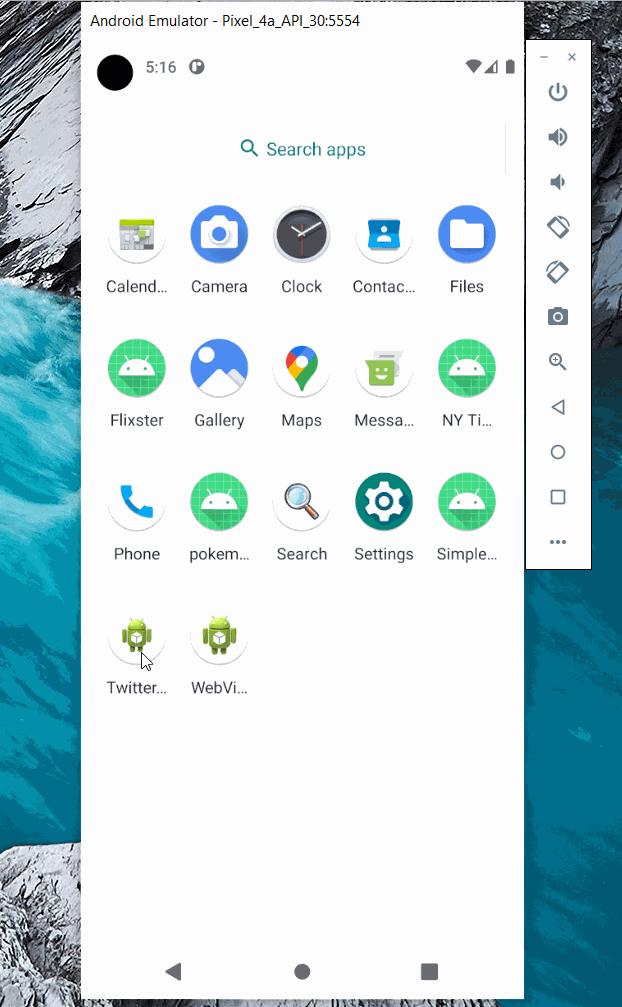 Android Emulator - Pixel_4a_API_30:5554
5:16
Search apps
Calend... Camera Clock Contac... Files
Flixster Gallery Maps Messa... NY Ti...
Phone pokem... Search Settings Simple...
Twitter... WebVi...